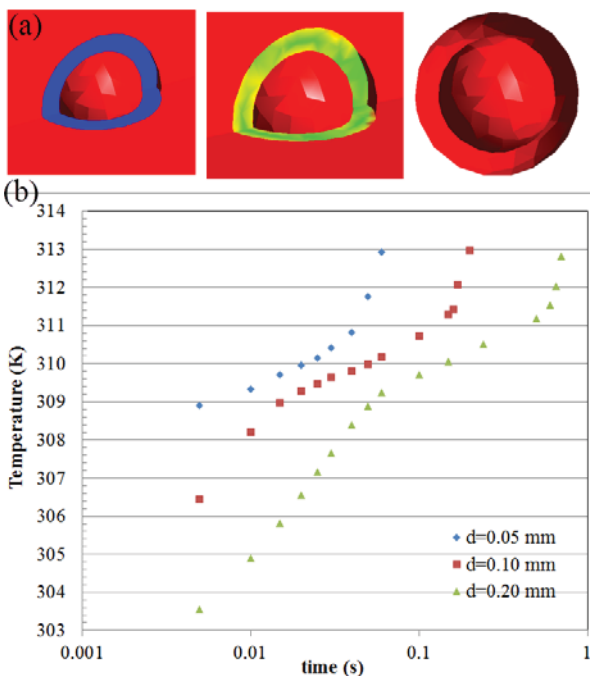 (a)
(b)
314
313
312
311
310
309
308
307
306
305
304
303
Temperature (K)
d=0.05 mm
d=0.10 mm
d=0.20 mm
0.001 0.01 0.1 1
time (s)